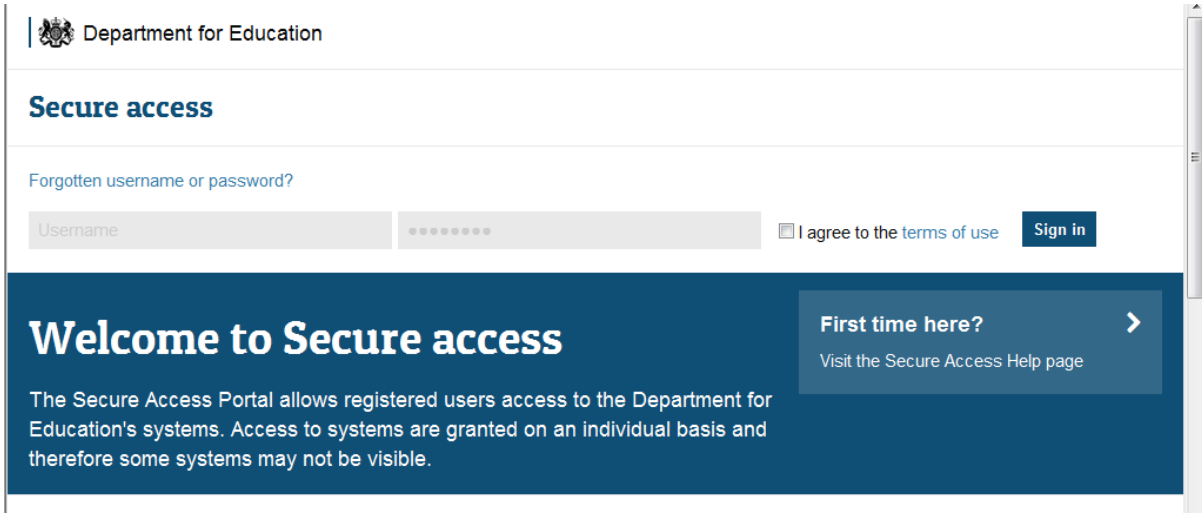 Department for Education
Secure access
Forgotten username or password?
Username
I agree to the terms of use
Sign in
Welcome to Secure access
The Secure Access Portal allows registered users access to the Department for
Education's systems. Access to systems are granted on an individual basis and
therefore some systems may not be visible.
First time here?
Visit the Secure Access Help page